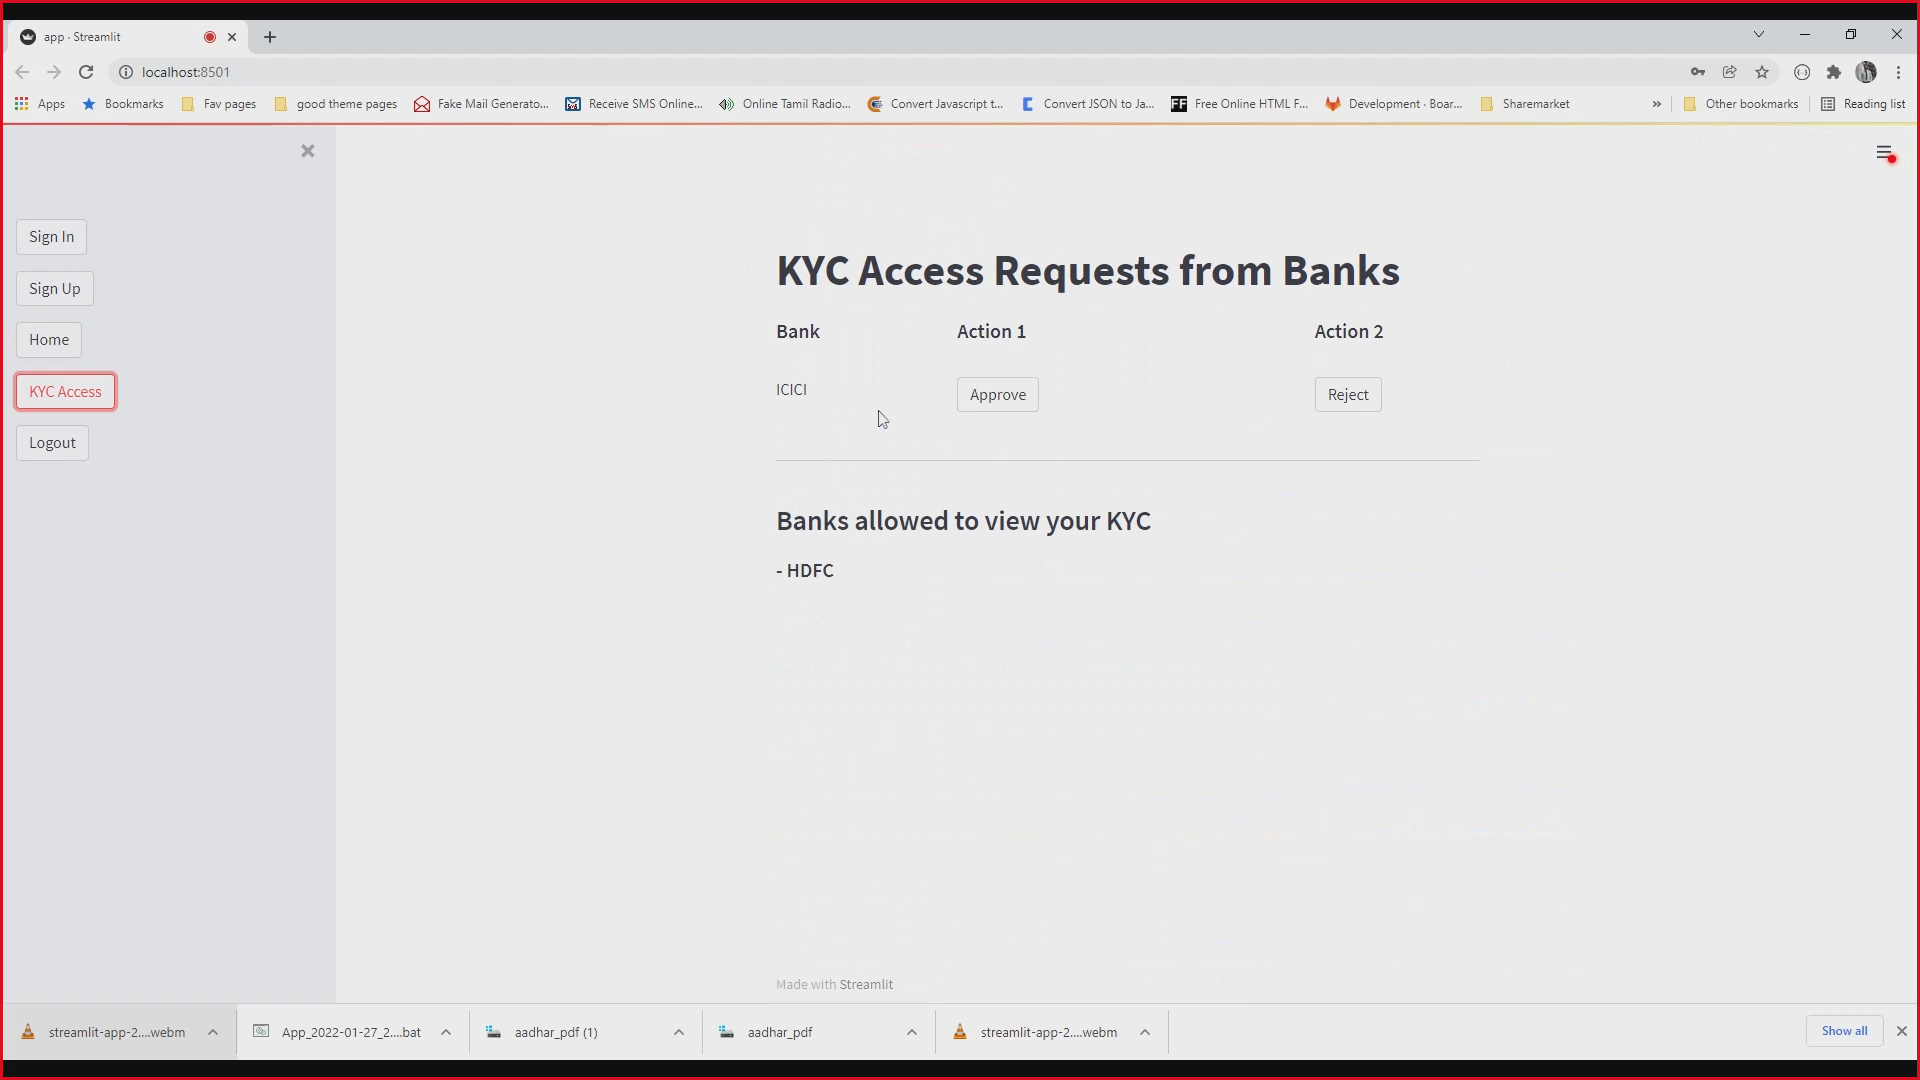 app · Streamlit
localhost:8501
Apps Bookmarks Fav pages good theme pages Fake Mail Generato... Receive SMS Online... Online Tamil Radio... Convert Javascript t... Convert JSON to Ja... FF Free Online HTML F... Development · Boar... Sharemarket » Other bookmarks Reading list
Sign In
Sign Up
Home
KYC Access
Logout
KYC Access Requests from Banks
Bank Action 1 Action 2
ICICI Approve Reject
Banks allowed to view your KYC
- HDFC
Made with Streamlit
streamlit-app-2....webm App_2022-01-27_2....bat aadhar_pdf (1) aadhar_pdf streamlit-app-2....webm Show all